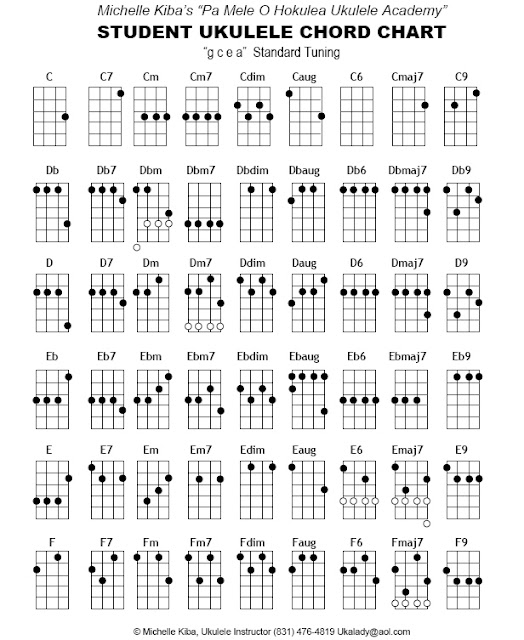 Michelle Kiba's "Pa Mele O Hokulea Ukulele Academy"
STUDENT UKULELE CHORD CHART
"g c e a" Standard Tuning
C C7 Cm Cm7 Cdim Caug C6 Cmaj7 C9
Db Db7 Dbm Dbm7 Dbdim Dbaug Db6 Dbmaj7 Db9
D D7 Dm Dm7 Ddim Daug D6 Dmaj7 D9
Eb Eb7 Ebm Ebm7 Ebdim Ebaug Eb6 Ebmaj7 Eb9
E E7 Em Em7 Edim Eaug E6 Emaj7 E9
F F7 Fm Fm7 Fdim Faug F6 Fmaj7 F9
© Michelle Kiba, Ukulele Instructor (831) 476-4819 Ukalady@aol.com